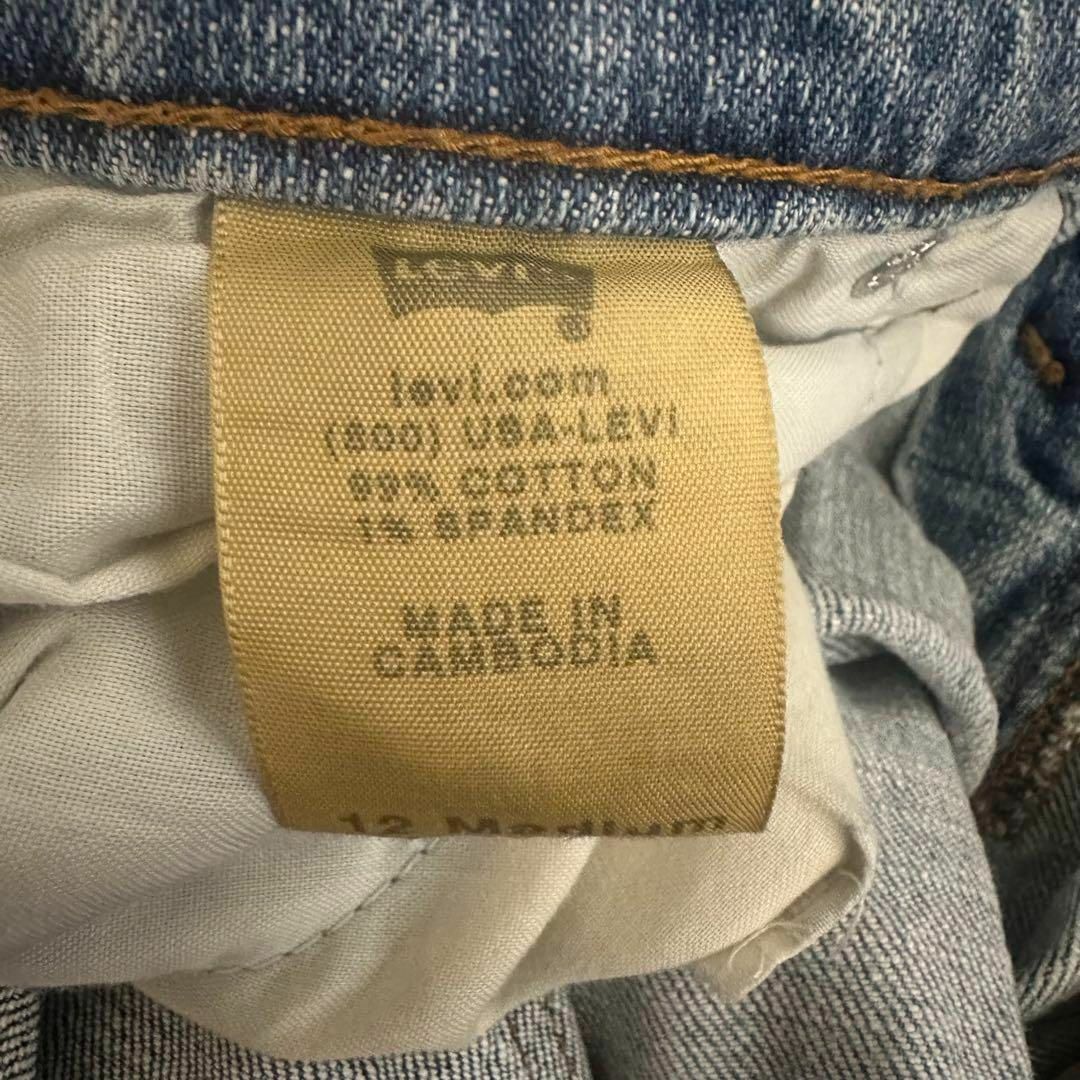 LEVI'S
®
levi.com
(800) USA-LEVI
99% COTTON
1% SPANDEX
MADE IN
CAMBODIA
12 Medium